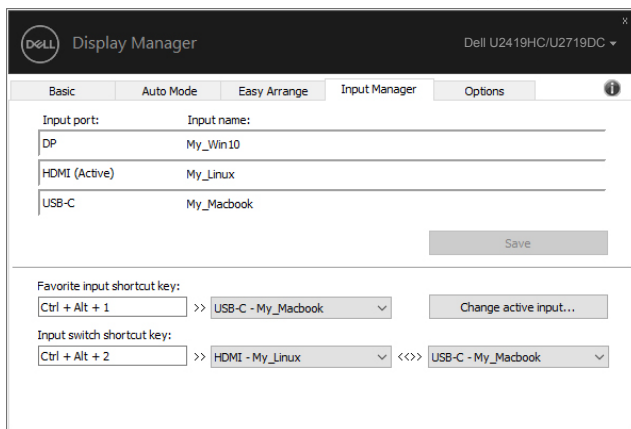 DELL Display Manager Dell U2419HC/U2719DC
x
Basic Auto Mode Easy Arrange Input Manager Options i
Input port: Input name:
DP My_Win10
HDMI (Active) My_Linux
USB-C My_Macbook
Save
Favorite input shortcut key:
Ctrl + Alt + 1 >> USB-C - My_Macbook Change active input...
Input switch shortcut key:
Ctrl + Alt + 2 >> HDMI - My_Linux <<>> USB-C - My_Macbook